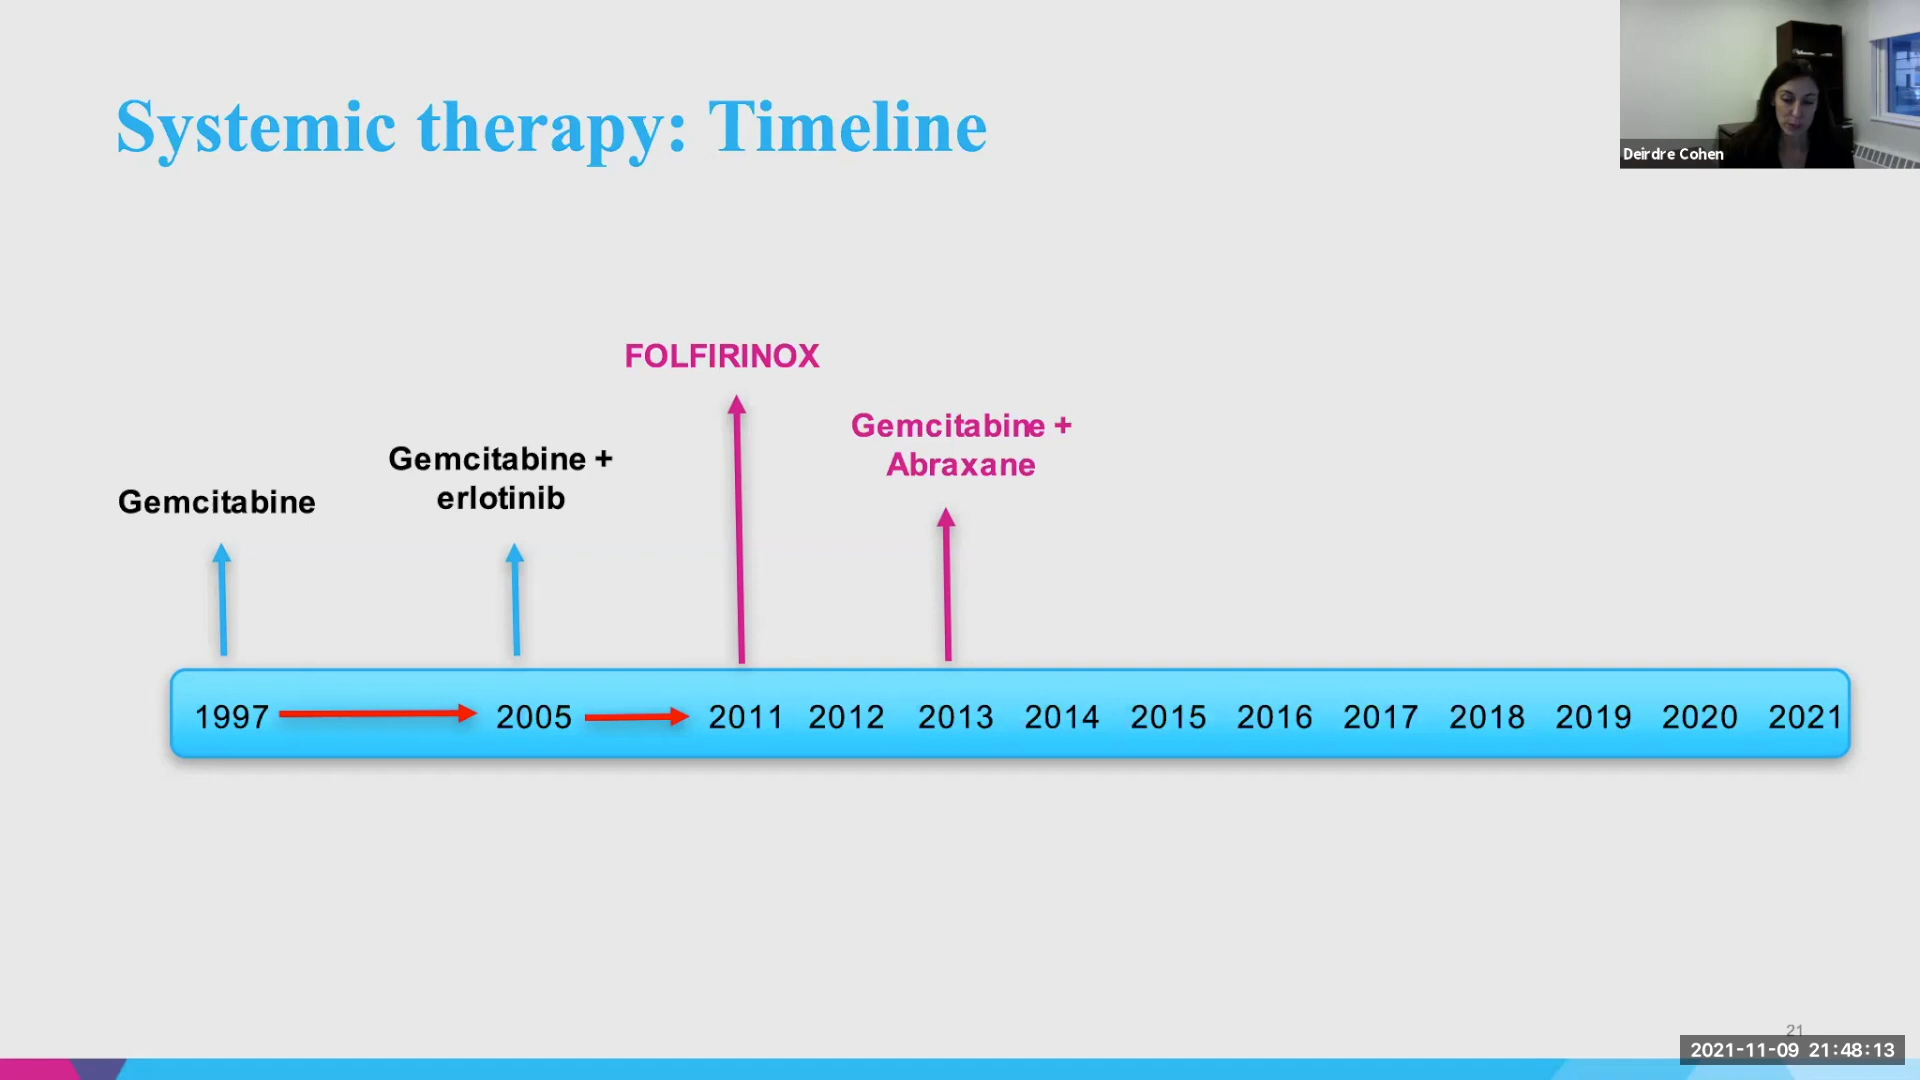 Systemic therapy: Timeline
Deirdre Cohen
FOLFIRINOX
Gemcitabine +
Abraxane
Gemcitabine +
erlotinib
Gemcitabine
1997 2005 2011 2012 2013 2014 2015 2016 2017 2018 2019 2020 2021
21
2021-11-09 21:48:13